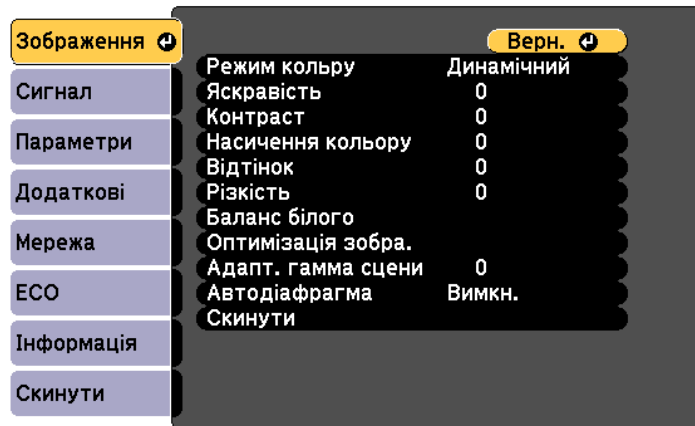 Зображення
Сигнал
Параметри
Додаткові
Мережа
ECO
Інформація
Скинути
Верн.
Режим кольру Динамічний
Яскравість 0
Контраст 0
Насичення кольору 0
Відтінок 0
Різкість 0
Баланс білого
Оптимізація зобра.
Адапт. гамма сцени 0
Автодіафрагма Вимкн.
Скинути